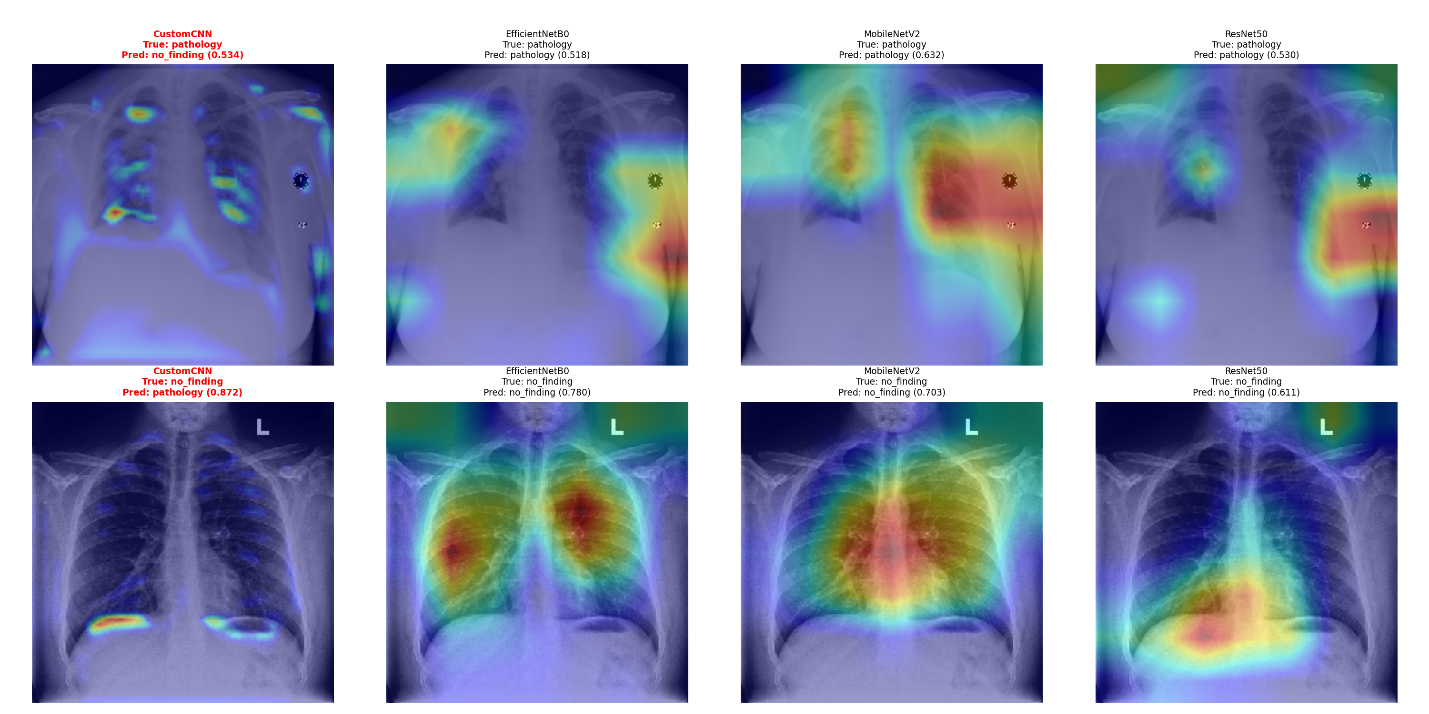 CustomCNN
True: pathology
Pred: no_finding (0.534)
EfficientNetB0
True: pathology
Pred: pathology (0.518)
MobileNetV2
True: pathology
Pred: pathology (0.632)
ResNet50
True: pathology
Pred: pathology (0.530)
CustomCNN
True: no_finding
Pred: pathology (0.872)
EfficientNetB0
True: no_finding
Pred: no_finding (0.780)
MobileNetV2
True: no_finding
Pred: no_finding (0.703)
ResNet50
True: no_finding
Pred: no_finding (0.611)
L
L
L
L